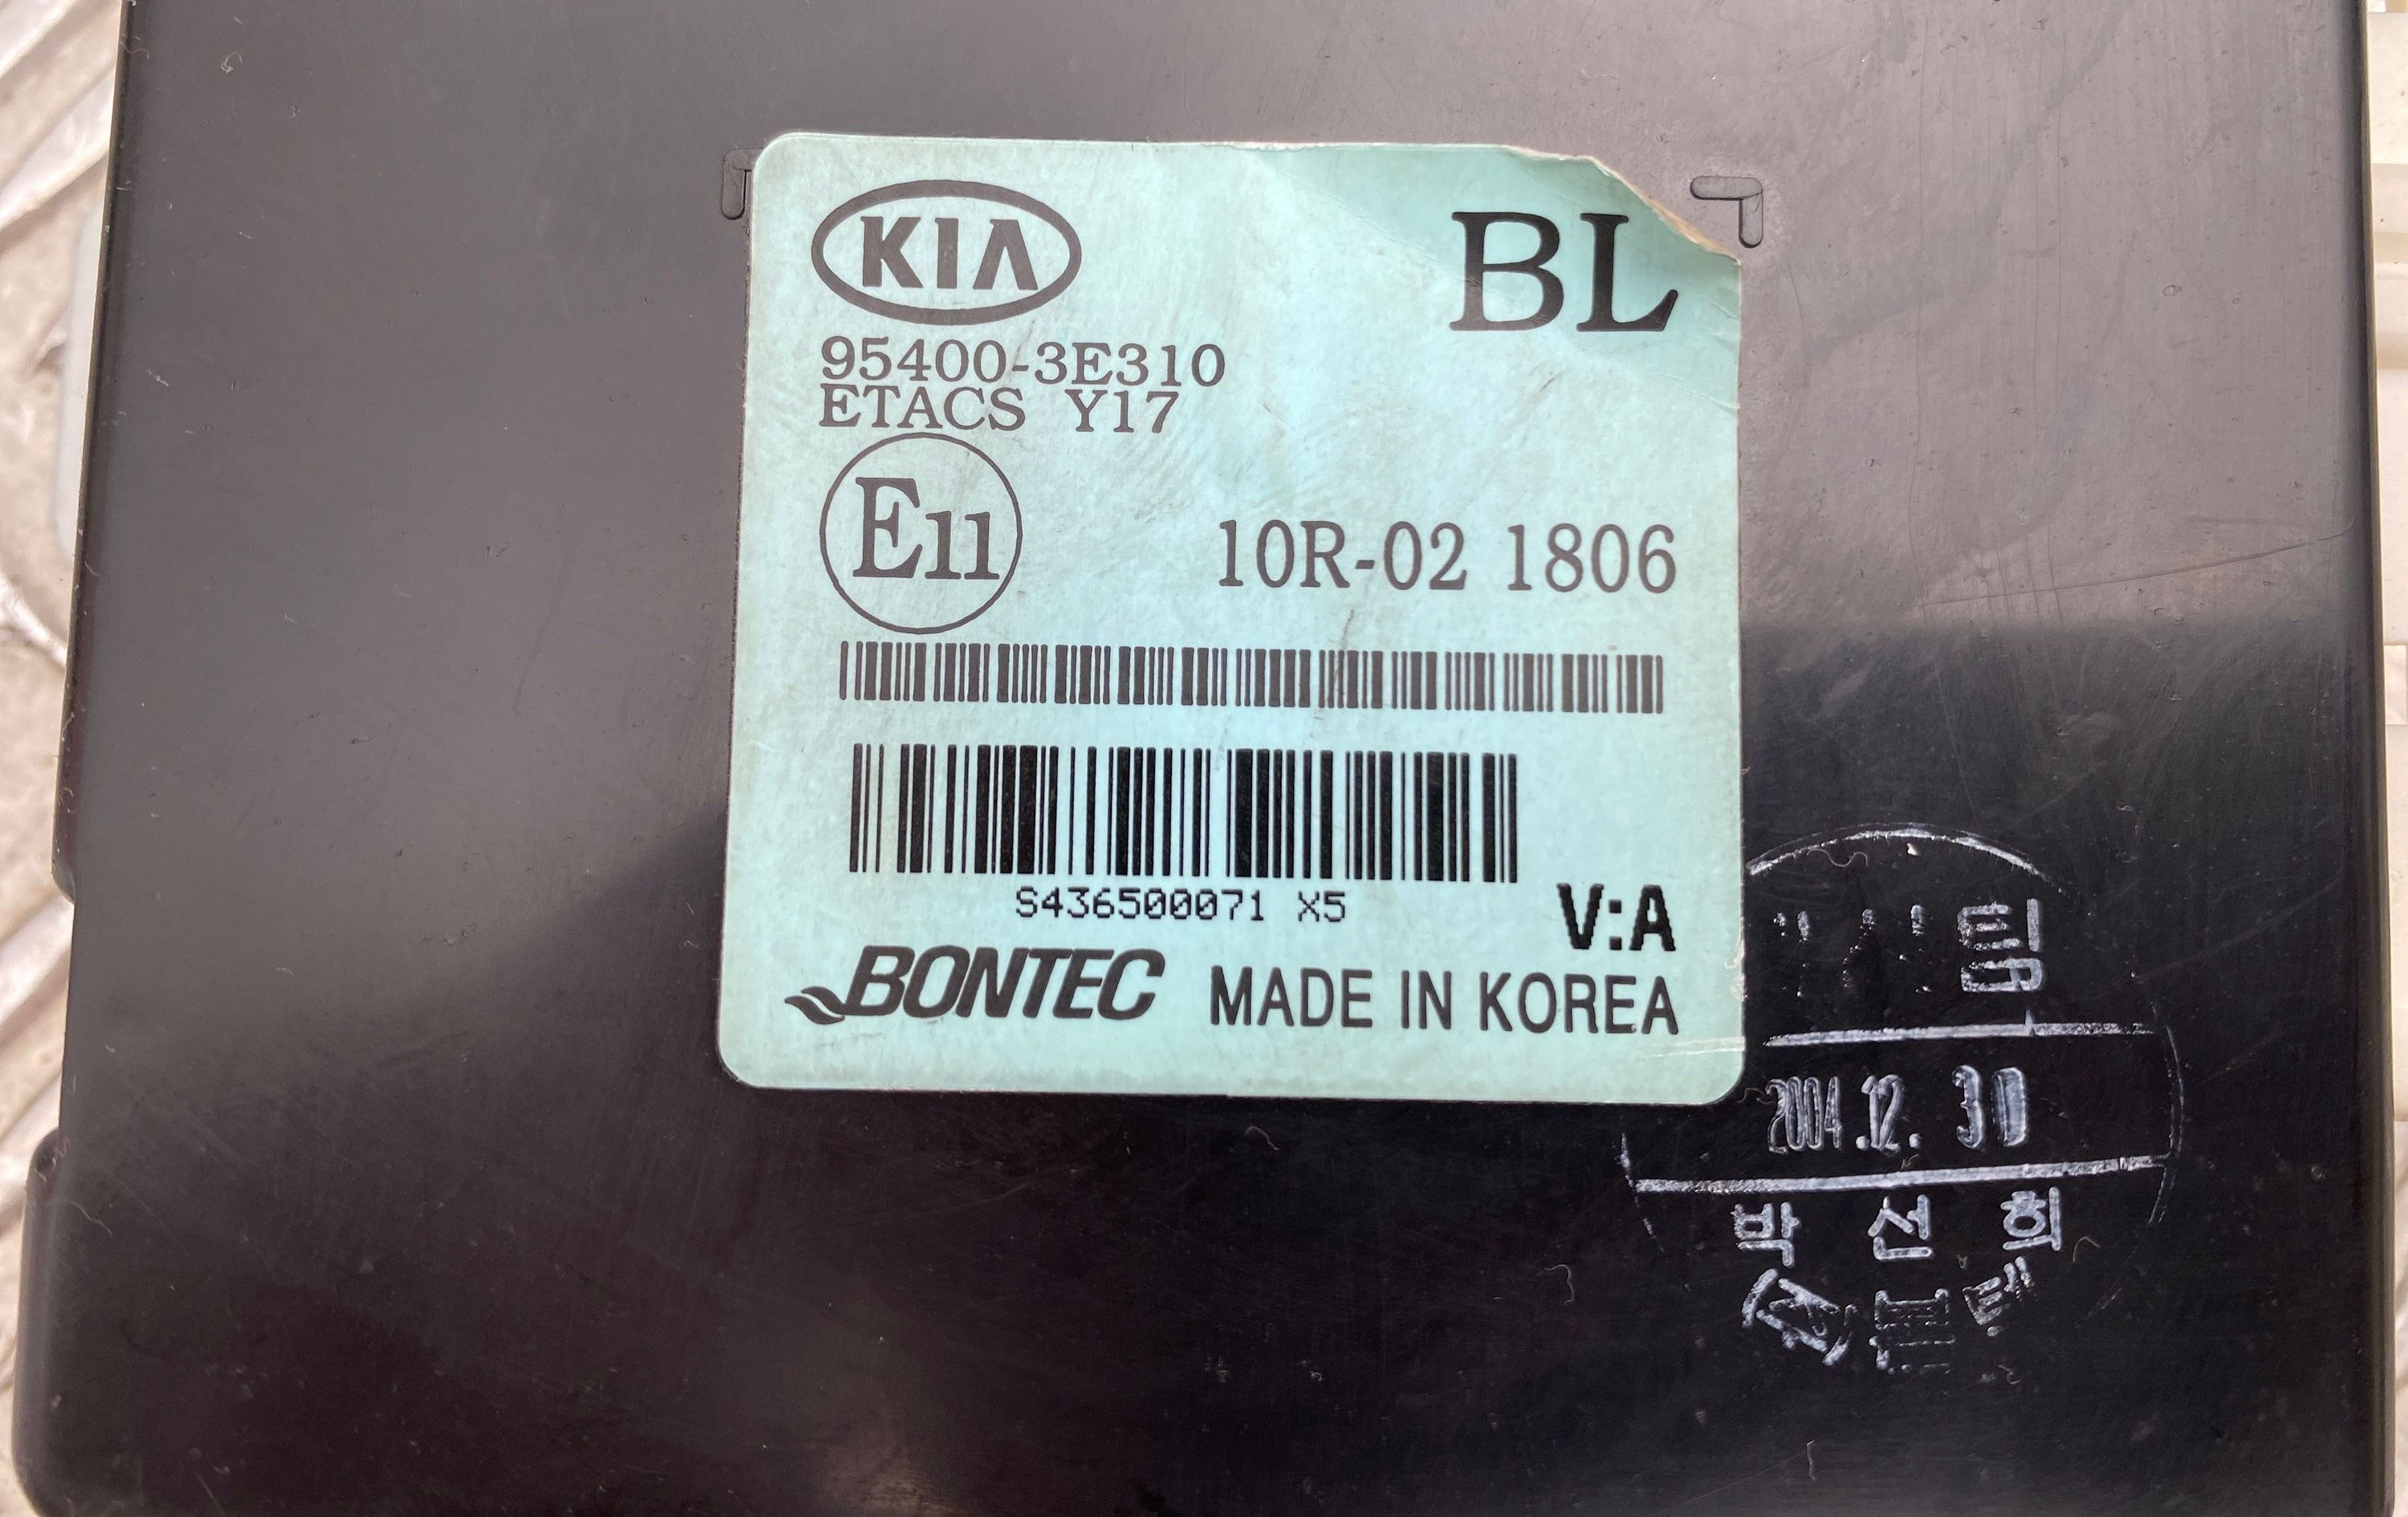 KIA
BL
95400-3E310
ETACS Y17
E11
10R-02 1806
S436500071 X5
V:A
BONTEC MADE IN KOREA
2004.12. 30
박 선 희